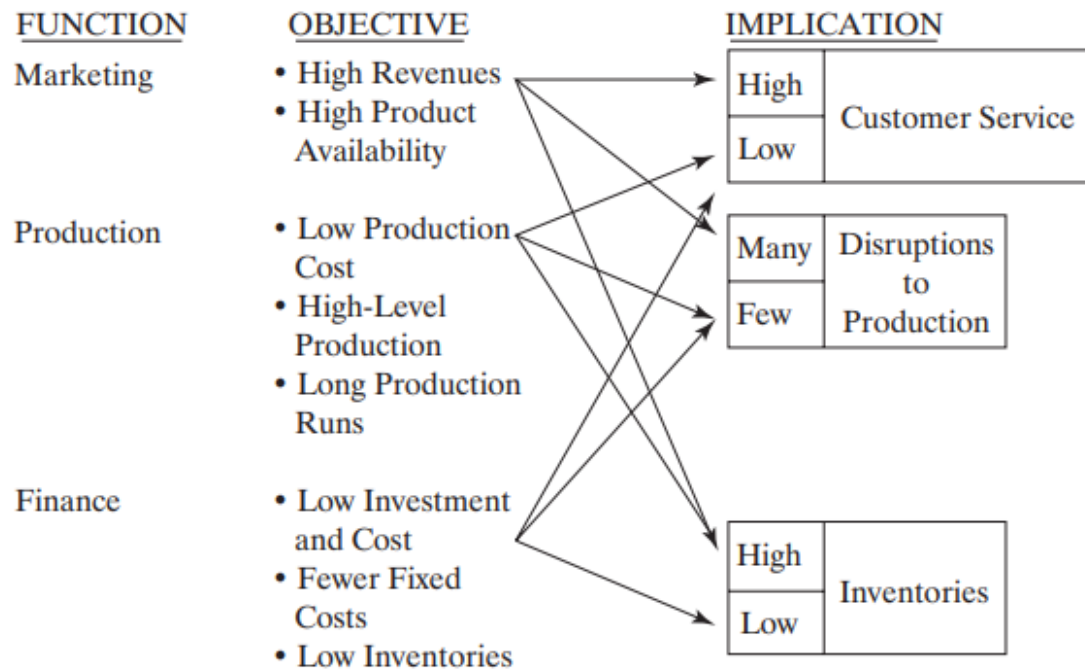 FUNCTION OBJECTIVE IMPLICATION
Marketing
• High Revenues
• High Product
Availability
High
Low
Customer Service
Production
• Low Production
Cost
• High-Level
Production
• Long Production
Runs
Many
Few
Disruptions
to
Production
Finance
• Low Investment
and Cost
• Fewer Fixed
Costs
• Low Inventories
High
Low
Inventories